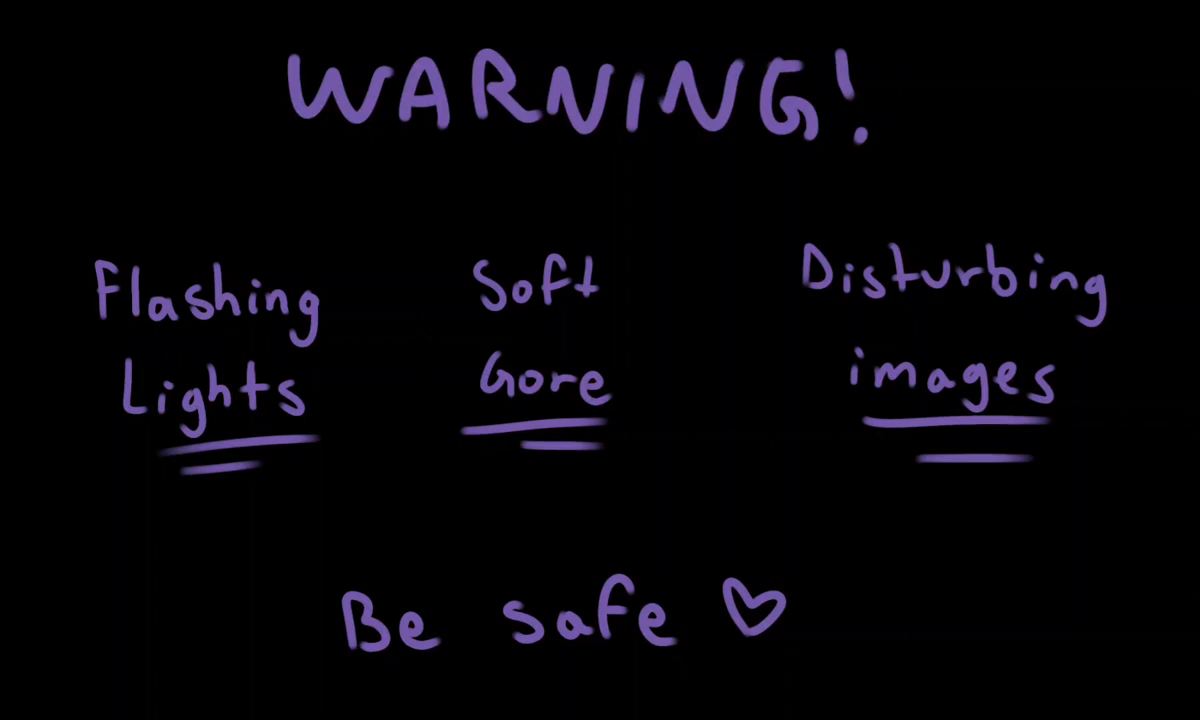 WARNING!
Flashing
Lights
Soft
Gore
Disturbing
images
Be safe ♡